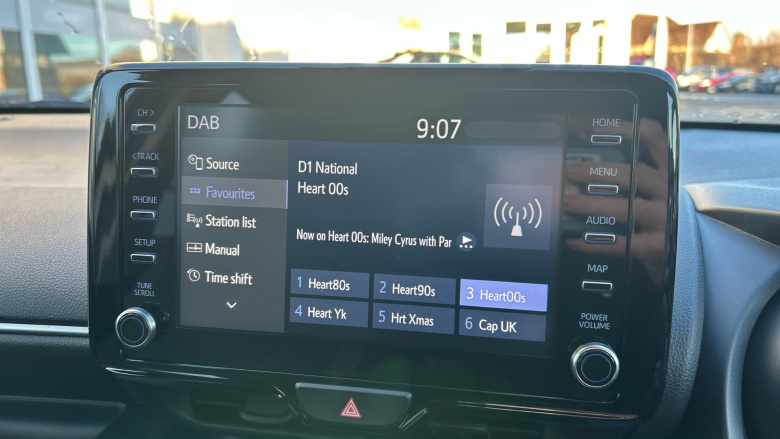 CH >
< TRACK
PHONE
SETUP
TUNE
SCROLL
DAB
9:07
Source
Favourites
Station list
Manual
Time shift
D1 National
Heart 00s
Now on Heart 00s: Miley Cyrus with Par
1 Heart80s
2 Heart90s
3 Heart00s
4 Heart Yk
5 Hrt Xmas
6 Cap UK
HOME
MENU
AUDIO
MAP
POWER
VOLUME